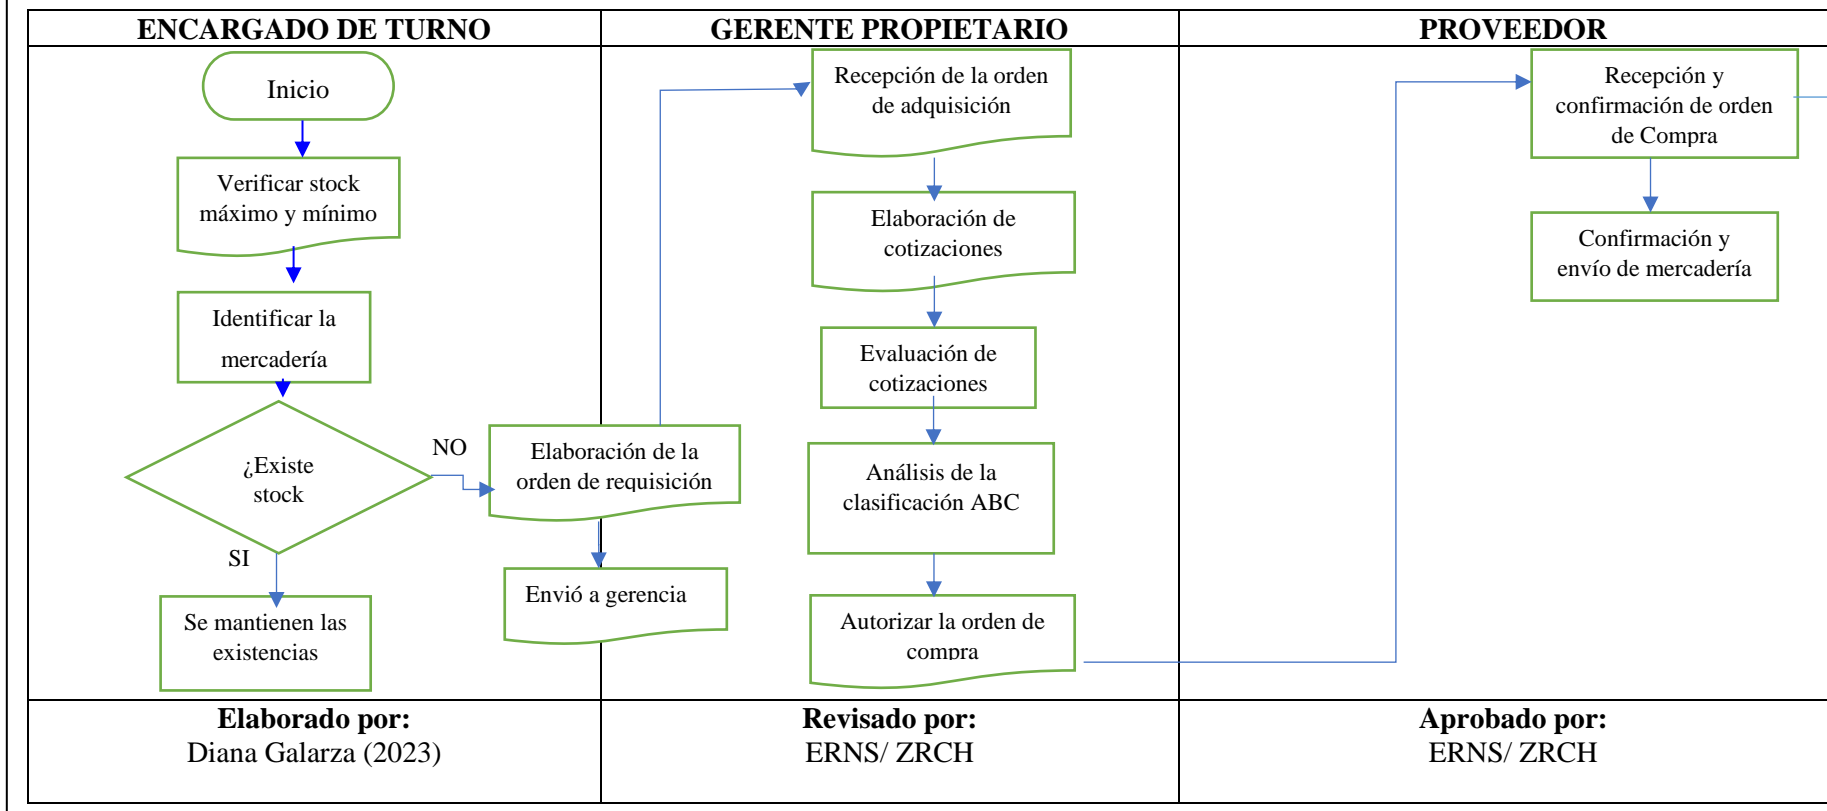 ENCARGADO DE TURNO
GERENTE PROPIETARIO
PROVEEDOR
Inicio
Verificar stock
máximo y mínimo
Identificar la
mercadería
¿Existe
stock
NO
SI
Se mantienen las
existencias
Elaboración de la
orden de requisición
Envió a gerencia
Recepción de la orden
de adquisición
Elaboración de
cotizaciones
Evaluación de
cotizaciones
Análisis de la
clasificación ABC
Autorizar la orden de
compra
Recepción y
confirmación de orden
de Compra
Confirmación y
envío de mercadería
Elaborado por:
Diana Galarza (2023)
Revisado por:
ERNS/ ZRCH
Aprobado por:
ERNS/ ZRCH